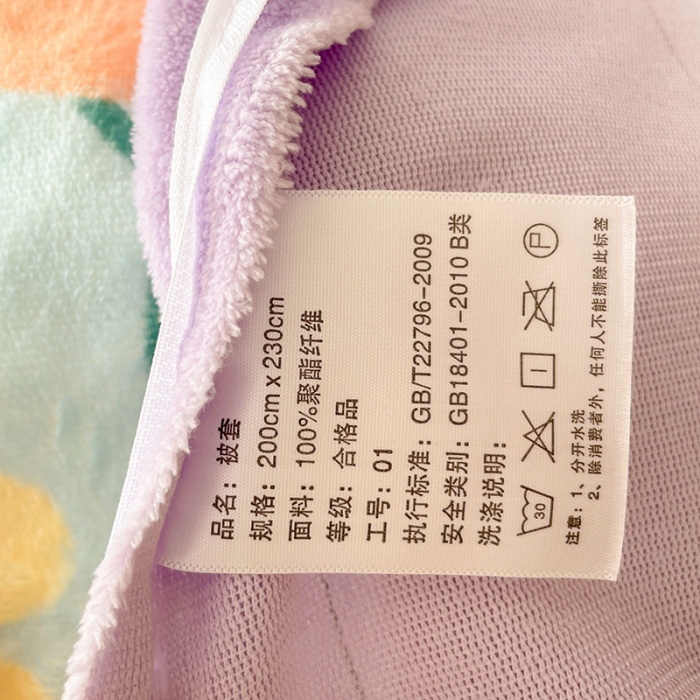 品名：被套
规格：200cm x 230cm
面料：100%聚酯纤维
等级：合格品
工号：01
执行标准：GB/T22796-2009
安全类别：GB18401-2010 B类
洗涤说明：
30
P
注意：1、分开水洗
2、除消费者外，任何人不能撕除此标签